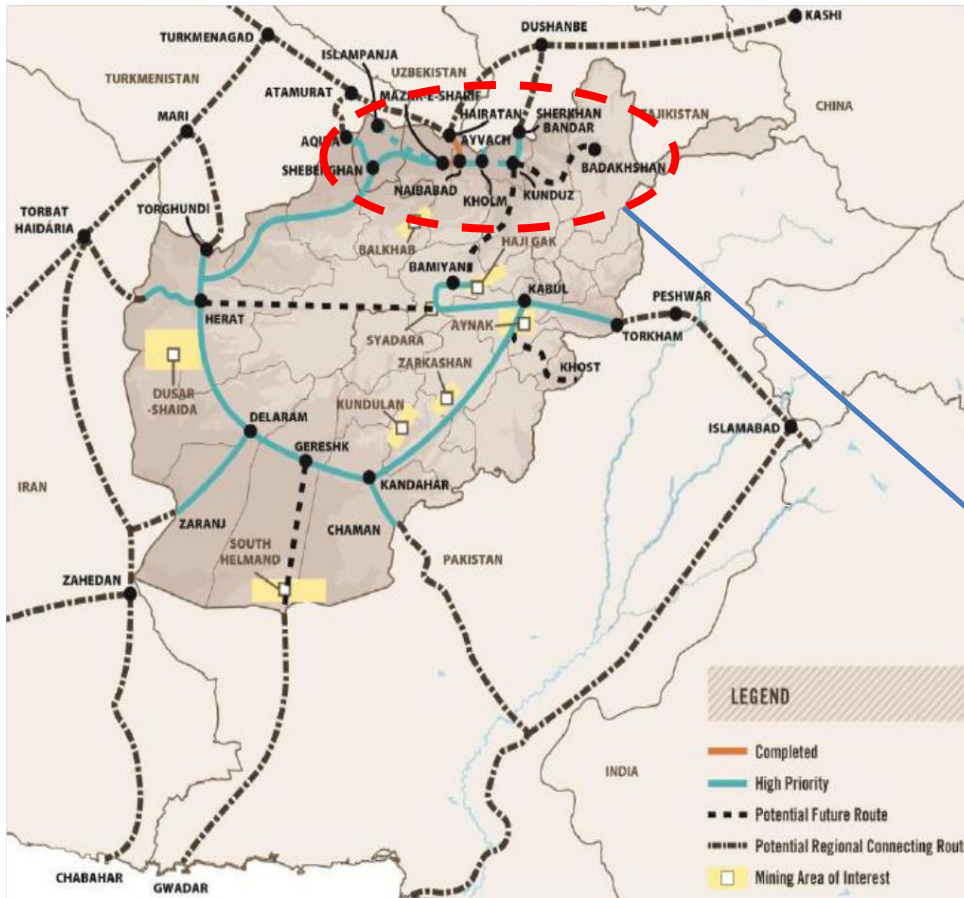 KASHI
DUSHANBE
TURKMENAGAD
ISLAMPANJA
UZBEKISTAN
TURKMENISTAN
ATAMURAT
MAZAR-E-SHARIF
HAIRATAN
SHERKHAN
BANDAR
TAJIKISTAN
CHINA
MARI
AQINA
AYVACH
SHEBERGHAN
BADAKHSHAN
NAIBABAD
KUNDUZ
KHOLM
TORBAT
HAIDÁRIA
TORGHUNDI
BALKHAB
HAJI GAK
BAMIYAN
KABUL
PESHWAR
HERAT
SYADARA
AYNAK
TORKHAM
ZARKASHAN
KHOST
DUSAR
-SHAIDA
KUNDULAN
DELARAM
ISLAMABAD
GERESHK
KANDAHAR
IRAN
ZARANJ
CHAMAN
SOUTH
HELMAND
PAKISTAN
ZAHEDAN
LEGEND
Completed
INDIA
High Priority
Potential Future Route
Potential Regional Connecting Rout
Mining Area of Interest
CHABAHAR
GWADAR